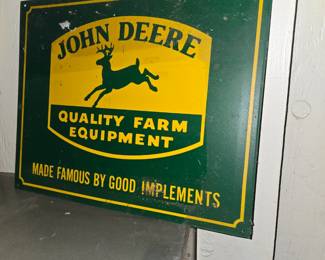 JOHN DEERE
QUALITY FARM
EQUIPMENT
MADE FAMOUS BY GOOD IMPLEMENTS